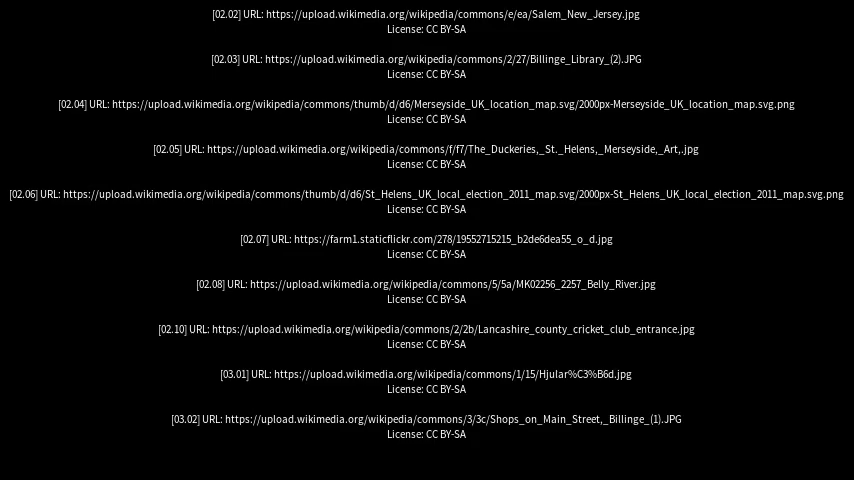 [02.02] URL: https://upload.wikimedia.org/wikipedia/commons/e/ea/Salem_New_Jersey.jpg
License: CC BY-SA
[02.03] URL: https://upload.wikimedia.org/wikipedia/commons/2/27/Billinge_Library_(2).JPG
License: CC BY-SA
[02.04] URL: https://upload.wikimedia.org/wikipedia/commons/thumb/d/d6/Merseyside_UK_location_map.svg/2000px-Merseyside_UK_location_map.svg.png
License: CC BY-SA
[02.05] URL: https://upload.wikimedia.org/wikipedia/commons/f/f7/The_Duckeries,_St._Helens,_Merseyside,_Art,.jpg
License: CC BY-SA
[02.06] URL: https://upload.wikimedia.org/wikipedia/commons/thumb/d/d6/St_Helens_UK_local_election_2011_map.svg/2000px-St_Helens_UK_local_election_2011_map.svg.png
License: CC BY-SA
[02.07] URL: https://farm1.staticflickr.com/278/19552715215_b2de6dea55_o_d.jpg
License: CC BY-SA
[02.08] URL: https://upload.wikimedia.org/wikipedia/commons/5/5a/MK02256_2257_Belly_River.jpg
License: CC BY-SA
[02.10] URL: https://upload.wikimedia.org/wikipedia/commons/2/2b/Lancashire_county_cricket_club_entrance.jpg
License: CC BY-SA
[03.01] URL: https://upload.wikimedia.org/wikipedia/commons/1/15/Hjular%C3%B6d.jpg
License: CC BY-SA
[03.02] URL: https://upload.wikimedia.org/wikipedia/commons/3/3c/Shops_on_Main_Street,_Billinge_(1).JPG
License: CC BY-SA